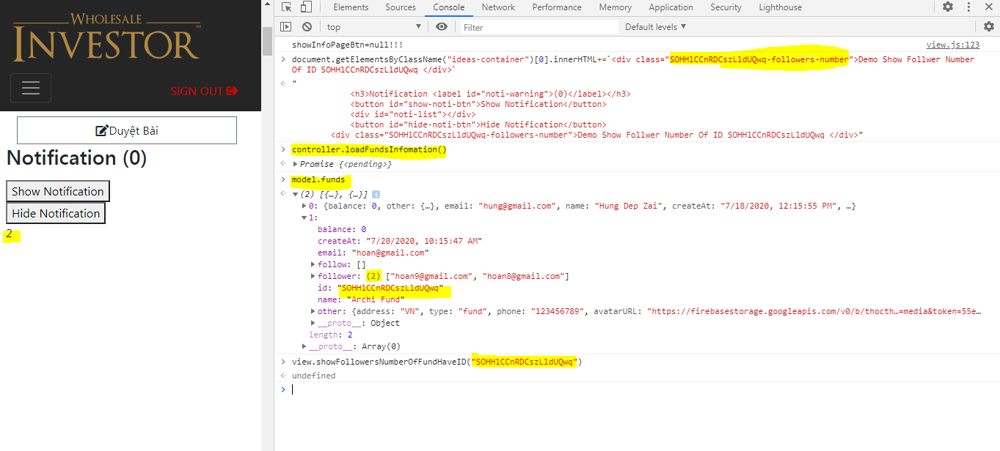 WHOLESALE
INVESTOR™
SIGN OUT
Duyệt Bài
Notification (0)
Show Notification
Hide Notification
2
Elements Sources Console Network Performance Memory Application Security Lighthouse
top Filter Default levels
showInfoPageBtn=null!!! view.js:123
document.getElementsByClassName("ideas-container")[0].innerHTML+=`<div class="SOHHlCCnRDCszLldUQwq-followers-number">Demo Show Follwer Number
Of ID SOHHlCCnRDCszLldUQwq </div>`
"
<h3>Notification <label id="noti-warning">(0)</label></h3>
<button id="show-noti-btn">Show Notification</button>
<div id="noti-list"></div>
<button id="hide-noti-btn">Hide Notification</button>
<div class="SOHHlCCnRDCszLldUQwq-followers-number">Demo Show Follwer Number Of ID SOHHlCCnRDCszLldUQwq </div>"
controller.loadFundsInfomation()
Promise {<pending>}
model.funds
(2) [{…}, {…}]
0: {balance: 0, other: {…}, email: "hung@gmail.com", name: "Hung Dep Zai", createAt: "7/18/2020, 12:15:55 PM", …}
1:
balance: 0
createAt: "7/20/2020, 10:15:47 AM"
email: "hoan@gmail.com"
follow: []
follower: (2) ["hoan9@gmail.com", "hoan8@gmail.com"]
id: "SOHHlCCnRDCszLldUQwq"
name: "Archi Fund"
other: {address: "VN", type: "fund", phone: "123456789", avatarURL: "https://firebasestorage.googleapis.com/v0/b/thocth…=media&token=55e…
__proto__: Object
length: 2
__proto__: Array(0)
view.showFollowersNumberOfFundHaveID("SOHHlCCnRDCszLldUQwq")
undefined